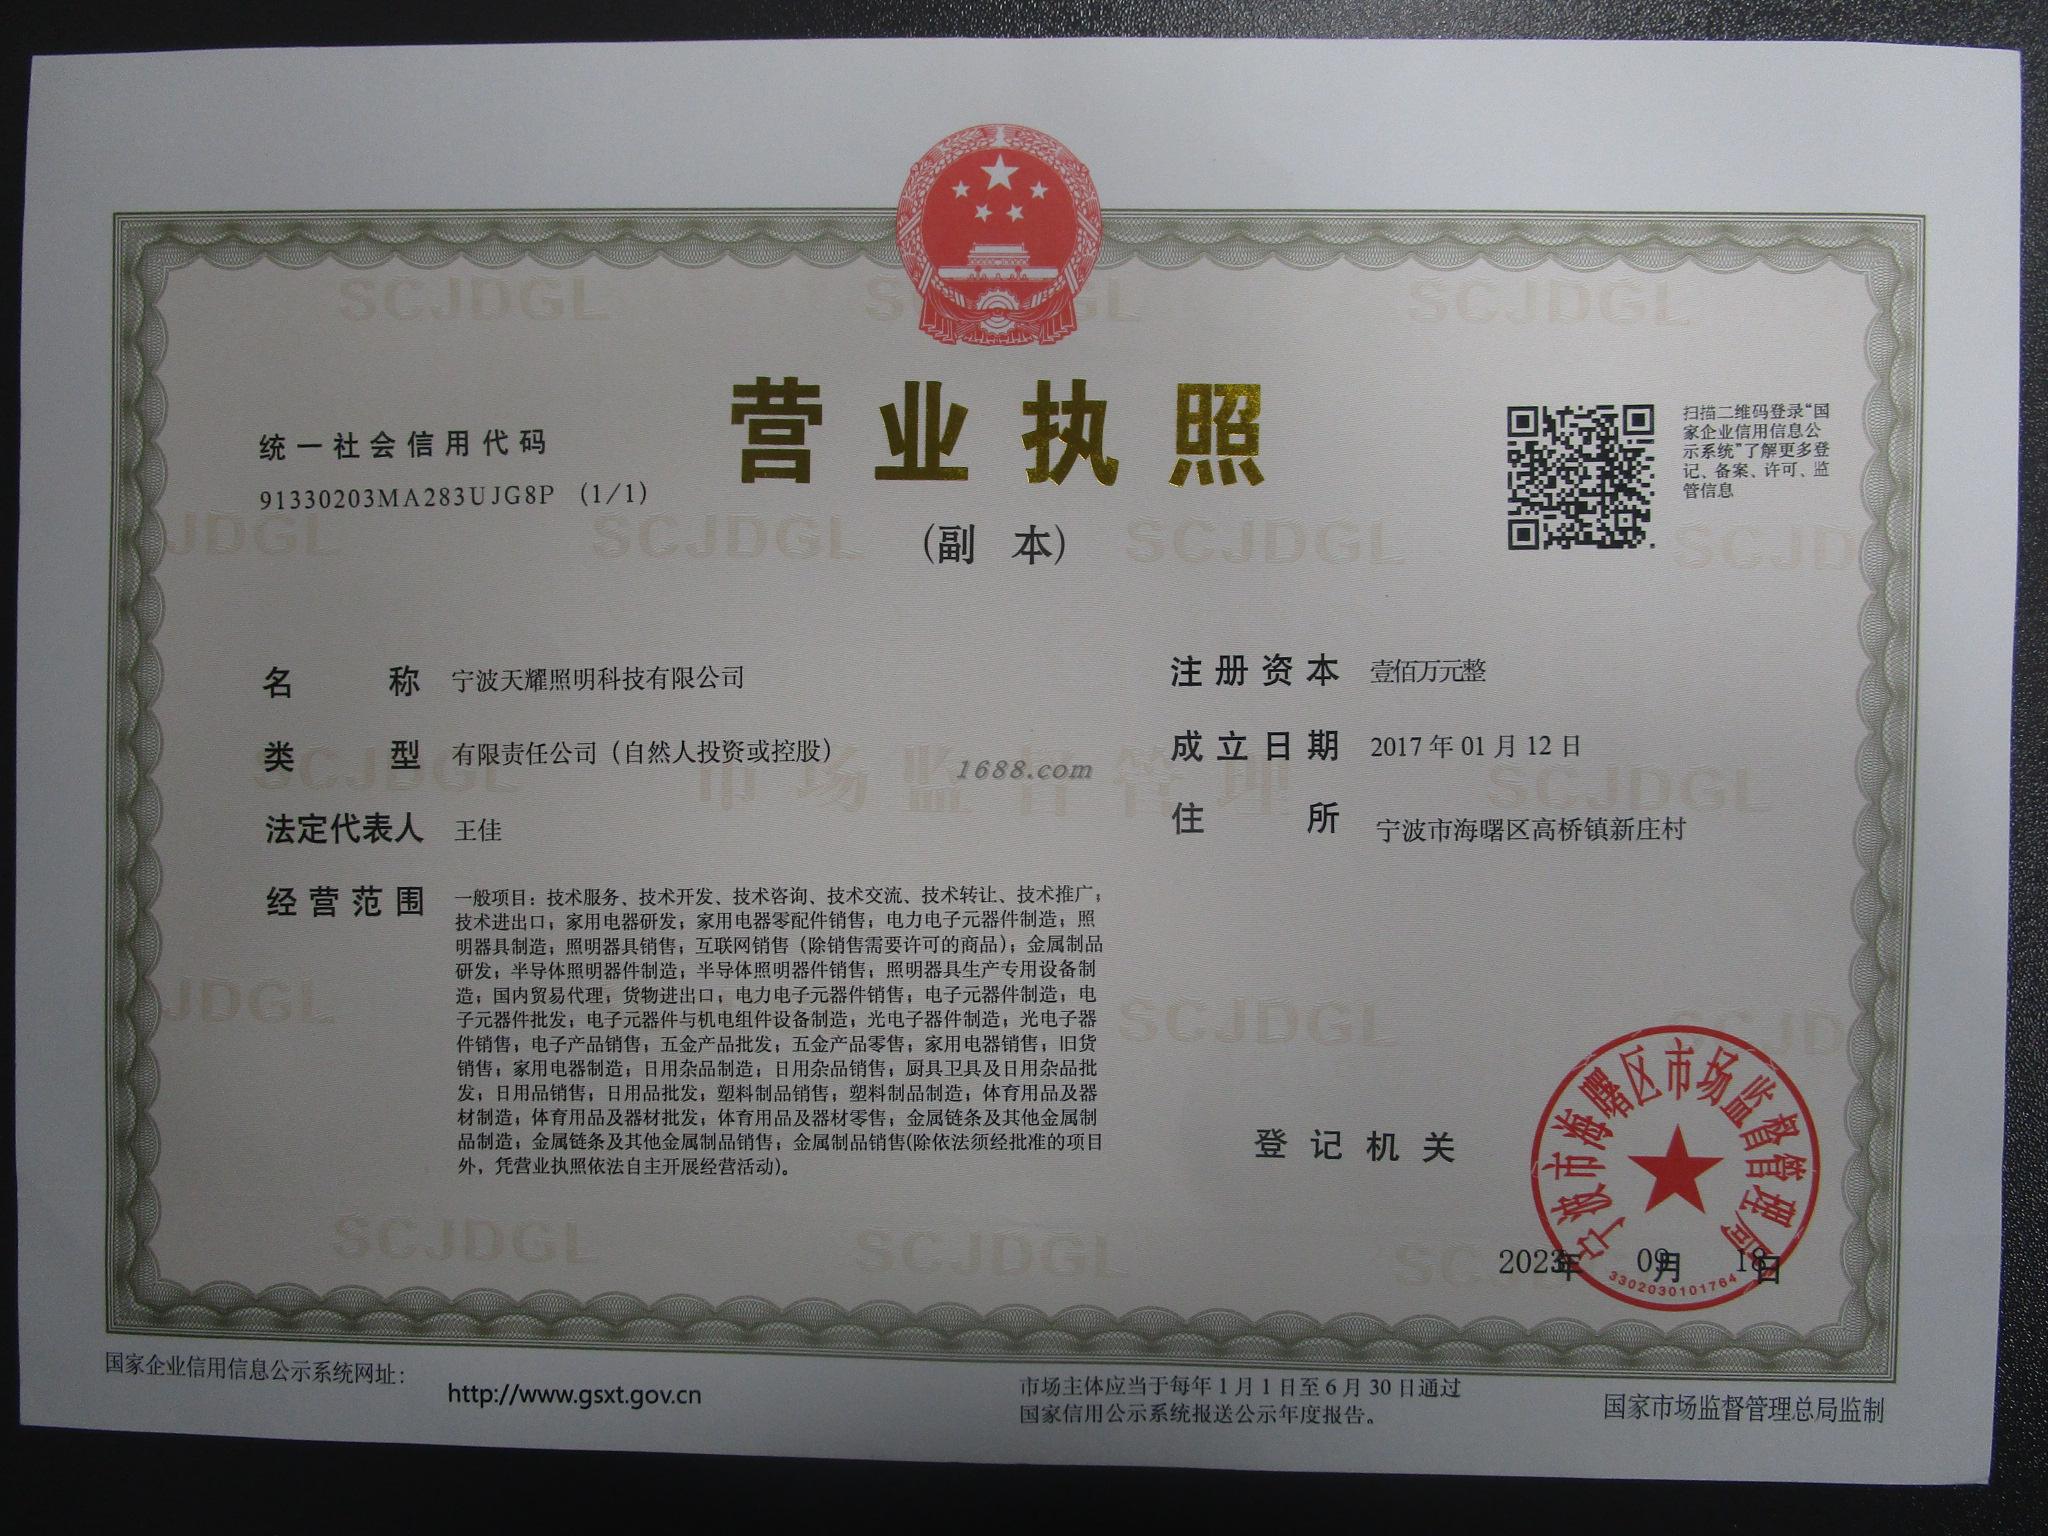 营业执照
(副 本)
统一社会信用代码
91330203MA283UJG8P (1/1)
扫描二维码登录“国
家企业信用信息公
示系统”了解更多登
记、备案、许可、监
管信息
名 称 宁波天耀照明科技有限公司
类 型 有限责任公司（自然人投资或控股）
法定代表人 王佳
经营范围 一般项目：技术服务、技术开发、技术咨询、技术交流、技术转让、技术推广；
技术进出口；家用电器研发；家用电器零配件销售；电力电子元器件制造；照
明器具制造；照明器具销售；互联网销售（除销售需要许可的商品）；金属制品
研发；半导体照明器件制造；半导体照明器件销售；照明器具生产专用设备制
造；国内贸易代理；货物进出口；电力电子元器件销售；电子元器件制造；电
子元器件批发；电子元器件与机电组件设备制造；光电子器件制造；光电子器
件销售；电子产品销售；五金产品批发；五金产品零售；家用电器销售；旧货
销售；家用电器制造；日用杂品制造；日用杂品销售；厨具卫具及日用杂品批
发；日用品销售；日用品批发；塑料制品销售；塑料制品制造；体育用品及器
材制造；体育用品及器材批发；体育用品及器材零售；金属链条及其他金属制
品制造；金属链条及其他金属制品销售；金属制品销售(除依法须经批准的项目
外，凭营业执照依法自主开展经营活动)。
注册资本 壹佰万元整
成立日期 2017年01月12日
住 所 宁波市海曙区高桥镇新庄村
1688.com
市场监督管理
SCJDGL
登记机关
宁波市海曙区市场监督管理局
3302030101764
2023年 09月 18日
国家企业信用信息公示系统网址：
http://www.gsxt.gov.cn
市场主体应当于每年1月1日至6月30日通过
国家信用公示系统报送公示年度报告。
国家市场监督管理总局监制